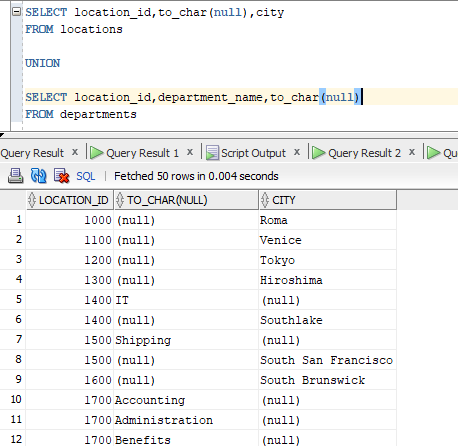 SELECT location_id,to_char(null),city
FROM locations
UNION
SELECT location_id,department_name,to_char(null)
FROM departments
Query Result x Query Result 1 x Script Output x Query Result 2 x Qu
SQL Fetched 50 rows in 0.004 seconds
LOCATION_ID TO_CHAR(NULL) CITY
1 1000 (null) Roma
2 1100 (null) Venice
3 1200 (null) Tokyo
4 1300 (null) Hiroshima
5 1400 IT (null)
6 1400 (null) Southlake
7 1500 Shipping (null)
8 1500 (null) South San Francisco
9 1600 (null) South Brunswick
10 1700 Accounting (null)
11 1700 Administration (null)
12 1700 Benefits (null)